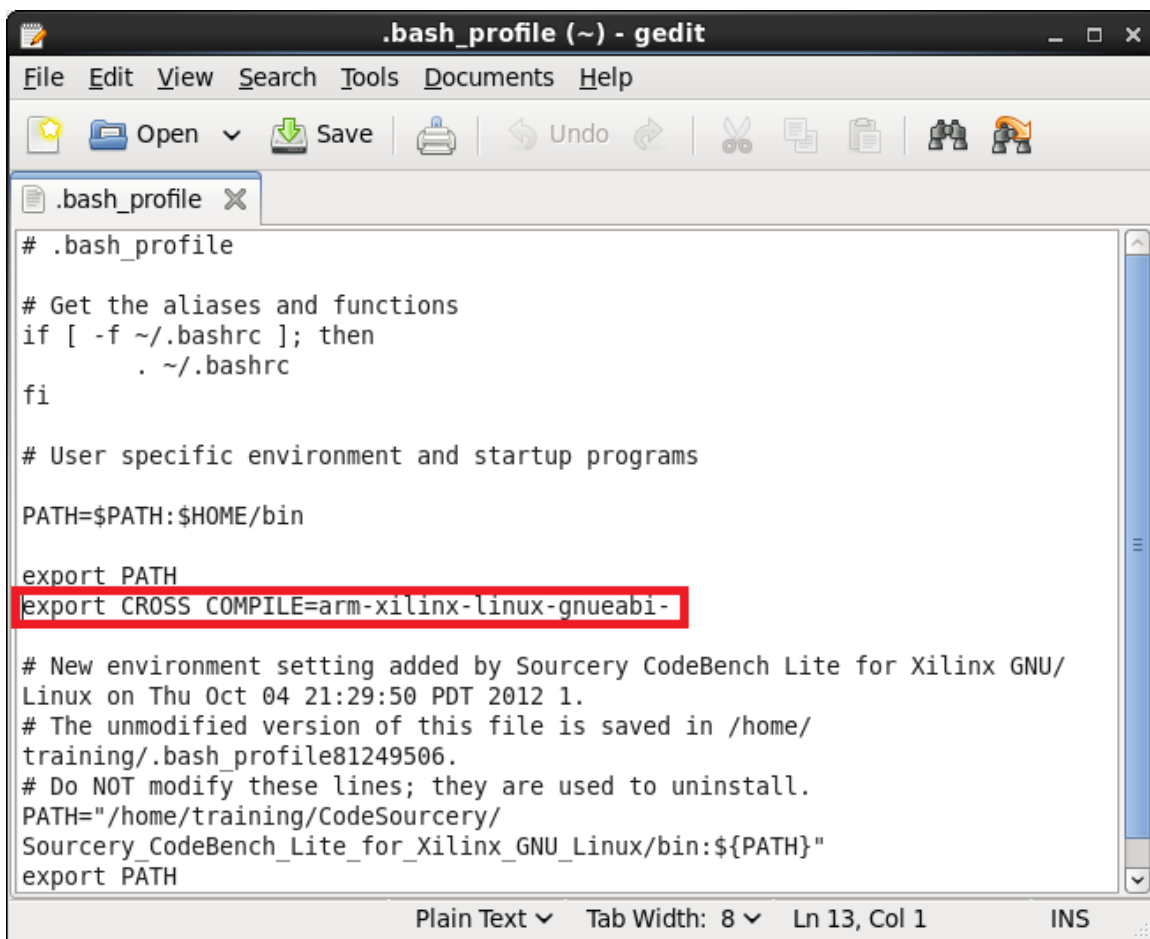 .bash_profile (~) - gedit
File Edit View Search Tools Documents Help
Open Save Undo
.bash_profile
# .bash_profile
# Get the aliases and functions
if [ -f ~/.bashrc ]; then
. ~/.bashrc
fi
# User specific environment and startup programs
PATH=$PATH:$HOME/bin
export PATH
export CROSS_COMPILE=arm-xilinx-linux-gnueabi-
# New environment setting added by Sourcery CodeBench Lite for Xilinx GNU/
Linux on Thu Oct 04 21:29:50 PDT 2012 1.
# The unmodified version of this file is saved in /home/
training/.bash_profile81249506.
# Do NOT modify these lines; they are used to uninstall.
PATH="/home/training/CodeSourcery/
Sourcery_CodeBench_Lite_for_Xilinx_GNU_Linux/bin:${PATH}"
export PATH
Plain Text Tab Width: 8 Ln 13, Col 1 INS